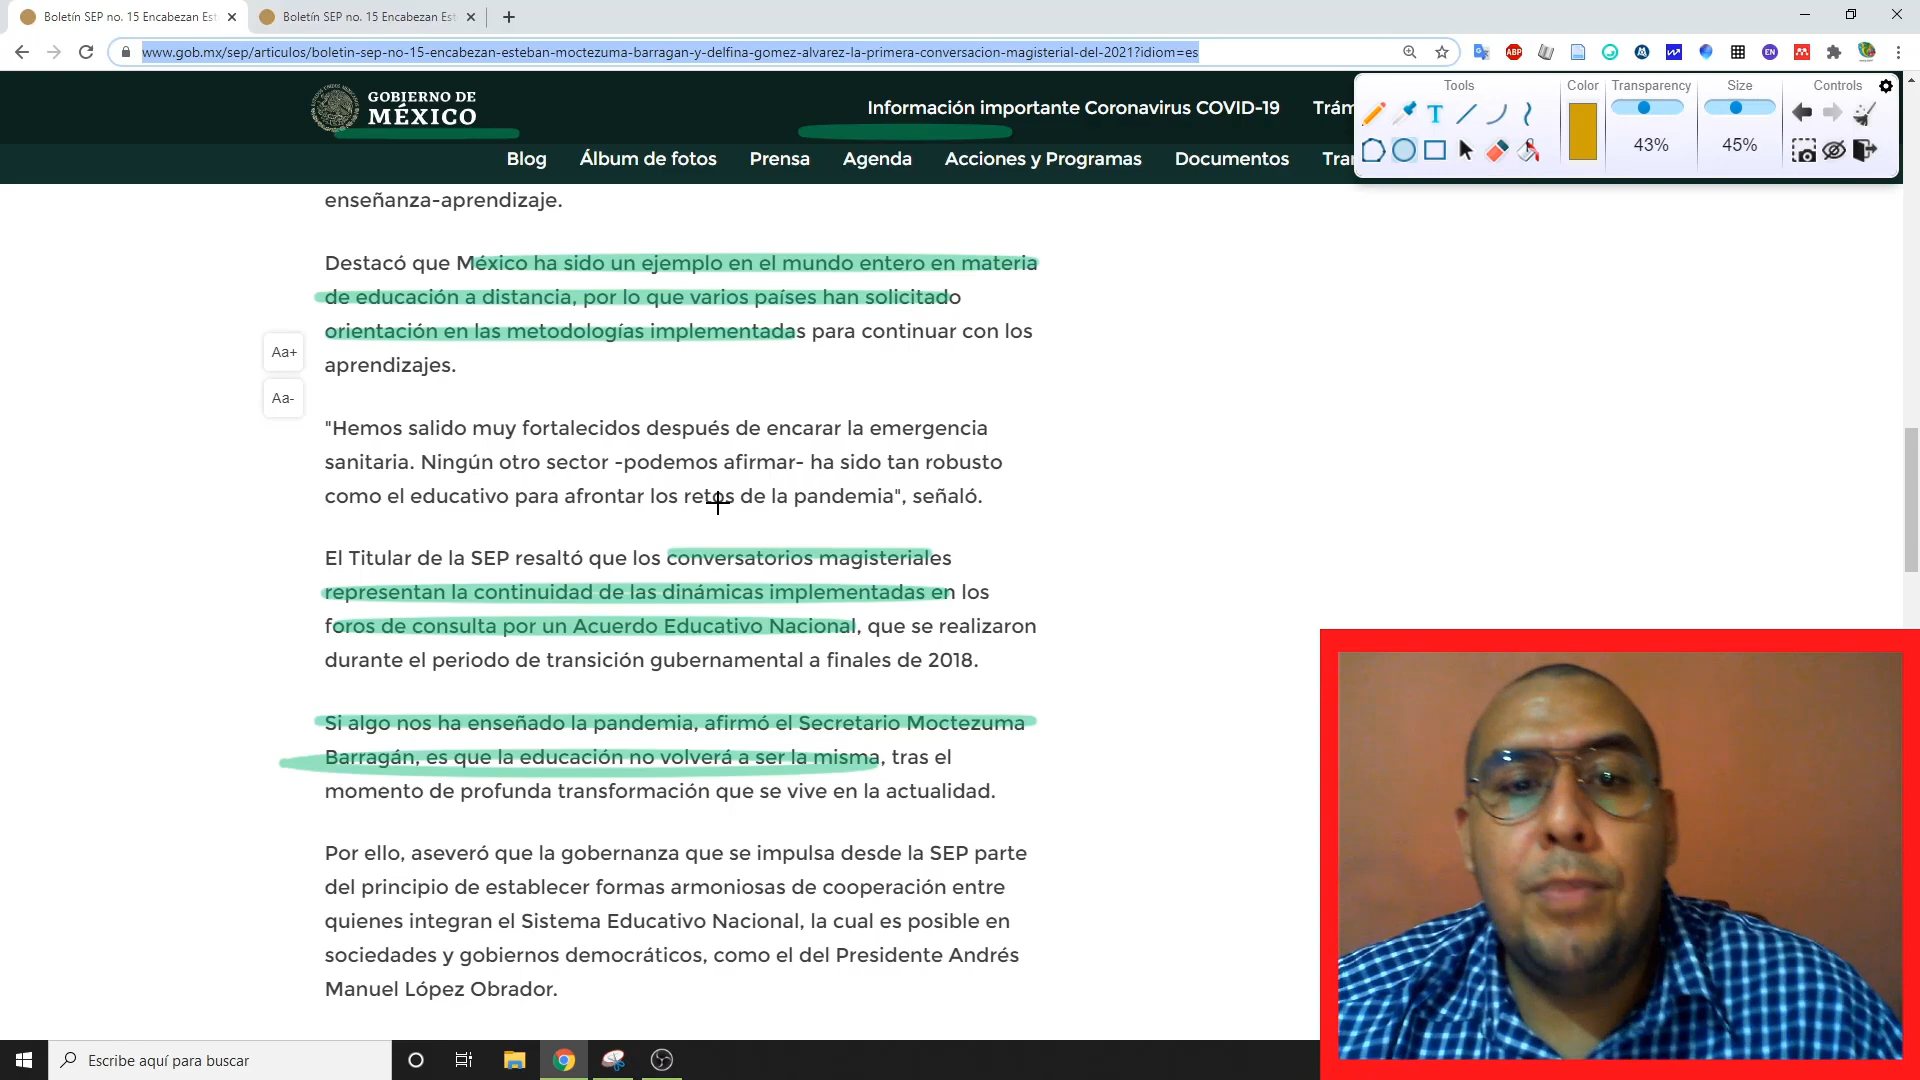 Boletín SEP no. 15 Encabezan Est
Boletín SEP no. 15 Encabezan Est
www.gob.mx/sep/articulos/boletin-sep-no-15-encabezan-esteban-moctezuma-barragan-y-delfina-gomez-alvarez-la-primera-conversacion-magisterial-del-2021?idiom=es
ABP
EN
GOBIERNO DE
MÉXICO
Información importante Coronavirus COVID-19
Trám
Blog
Álbum de fotos
Prensa
Agenda
Acciones y Programas
Documentos
Tran
Tools
Color
Transparency
Size
Controls
T
43%
45%
enseñanza-aprendizaje.
Destacó que México ha sido un ejemplo en el mundo entero en materia
de educación a distancia, por lo que varios países han solicitado
orientación en las metodologías implementadas para continuar con los
aprendizajes.
Aa+
Aa-
"Hemos salido muy fortalecidos después de encarar la emergencia
sanitaria. Ningún otro sector -podemos afirmar- ha sido tan robusto
como el educativo para afrontar los retos de la pandemia", señaló.
El Titular de la SEP resaltó que los conversatorios magisteriales
representan la continuidad de las dinámicas implementadas en los
foros de consulta por un Acuerdo Educativo Nacional, que se realizaron
durante el periodo de transición gubernamental a finales de 2018.
Si algo nos ha enseñado la pandemia, afirmó el Secretario Moctezuma
Barragán, es que la educación no volverá a ser la misma, tras el
momento de profunda transformación que se vive en la actualidad.
Por ello, aseveró que la gobernanza que se impulsa desde la SEP parte
del principio de establecer formas armoniosas de cooperación entre
quienes integran el Sistema Educativo Nacional, la cual es posible en
sociedades y gobiernos democráticos, como el del Presidente Andrés
Manuel López Obrador.
Escribe aquí para buscar